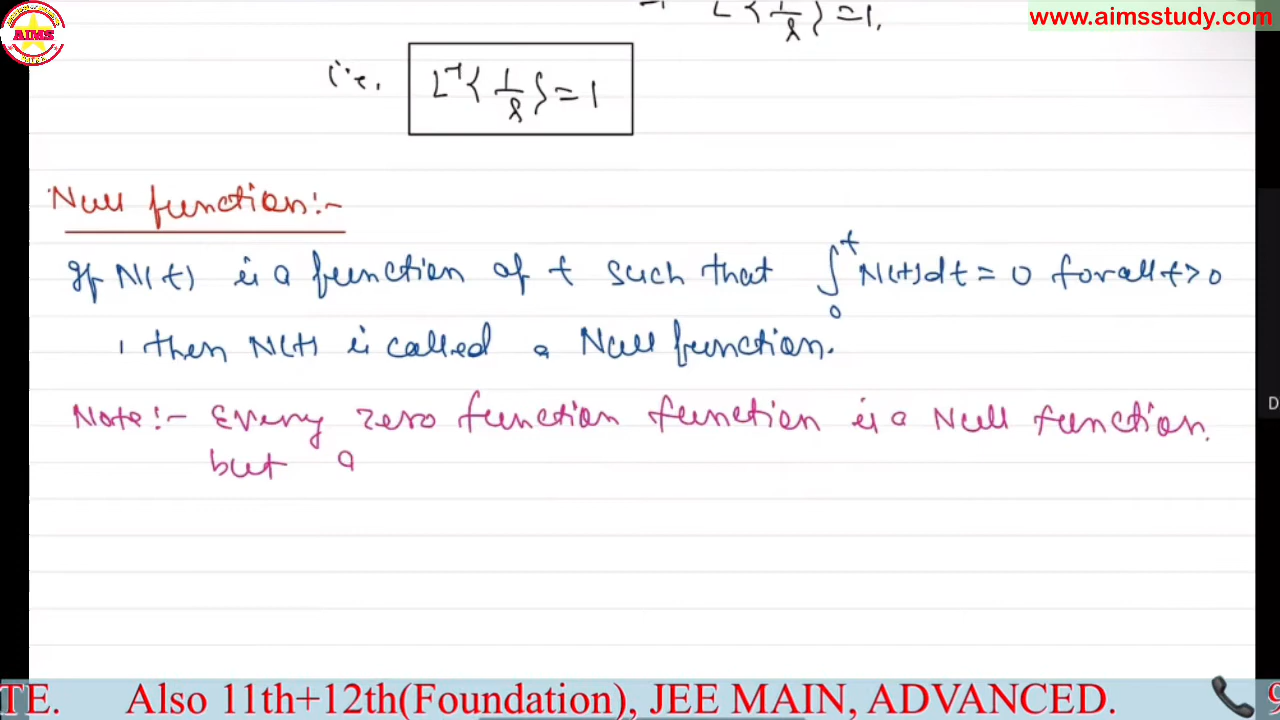 www.aimsstudy.com
AIMS
L⁻¹{1/s}=1.
i.e. L⁻¹{1/s}=1
Null function:-
If N(t) is a function of t such that ∫₀ᵗ N(t)dt = 0 for all t>0
, then N(t) is called a Null function.
Note:- Every zero function function is a Null function.
but a
D
TE. Also 11th+12th(Foundation), JEE MAIN, ADVANCED. 9